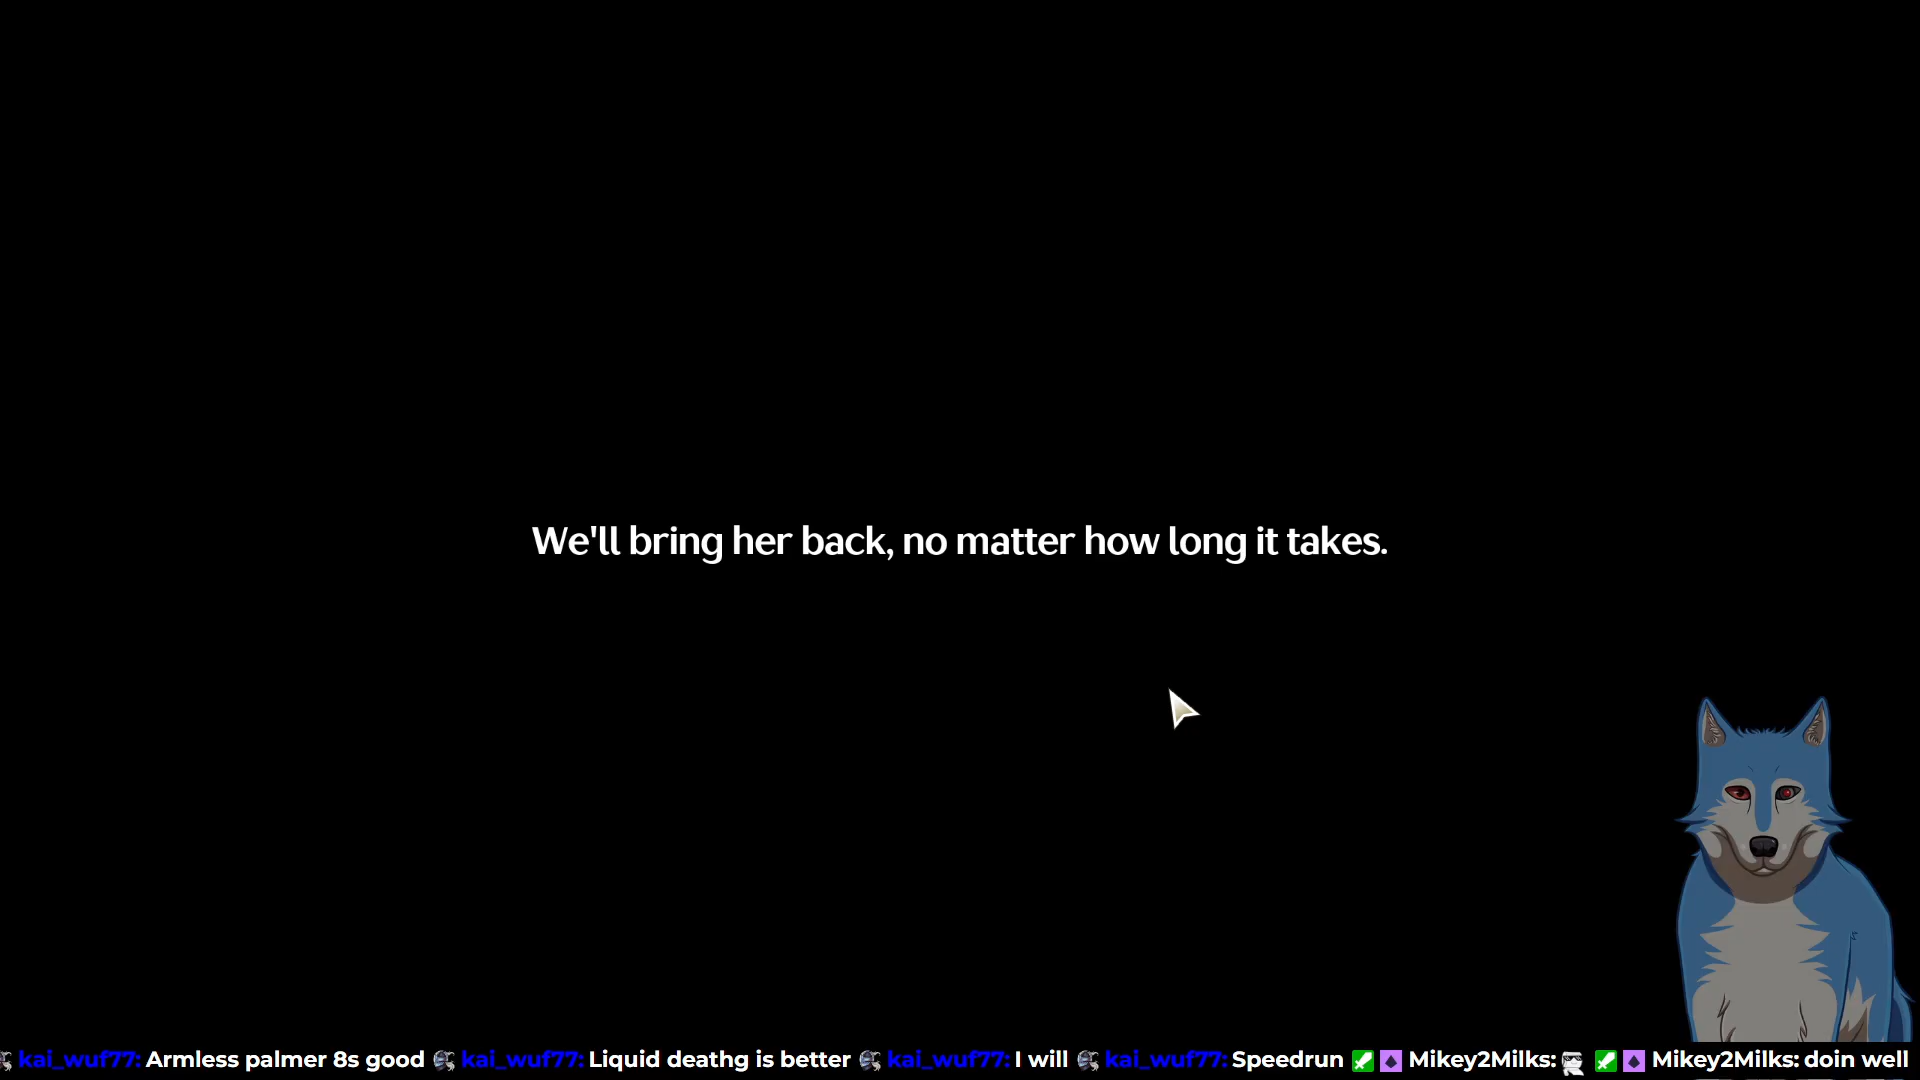 We'll bring her back, no matter how long it takes.
kai_wuf77: Armless palmer 8s good kai_wuf77: Liquid deathg is better kai_wuf77: I will kai_wuf77: Speedrun Mikey2Milks: Mikey2Milks: doin well